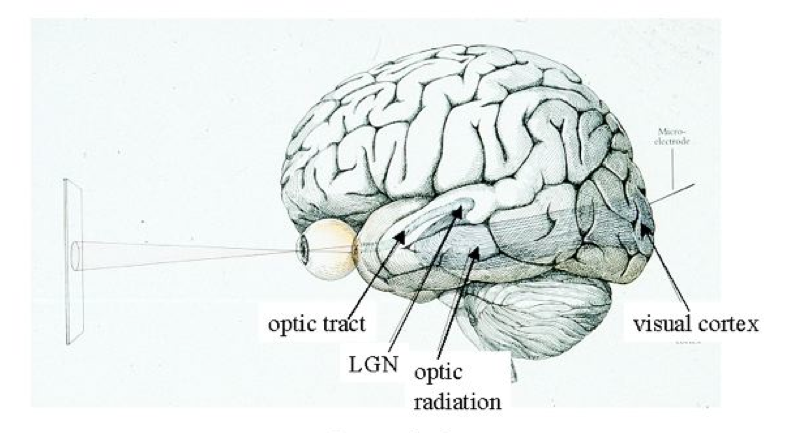 Micro-
electrode
optic tract
visual cortex
LGN
optic
radiation